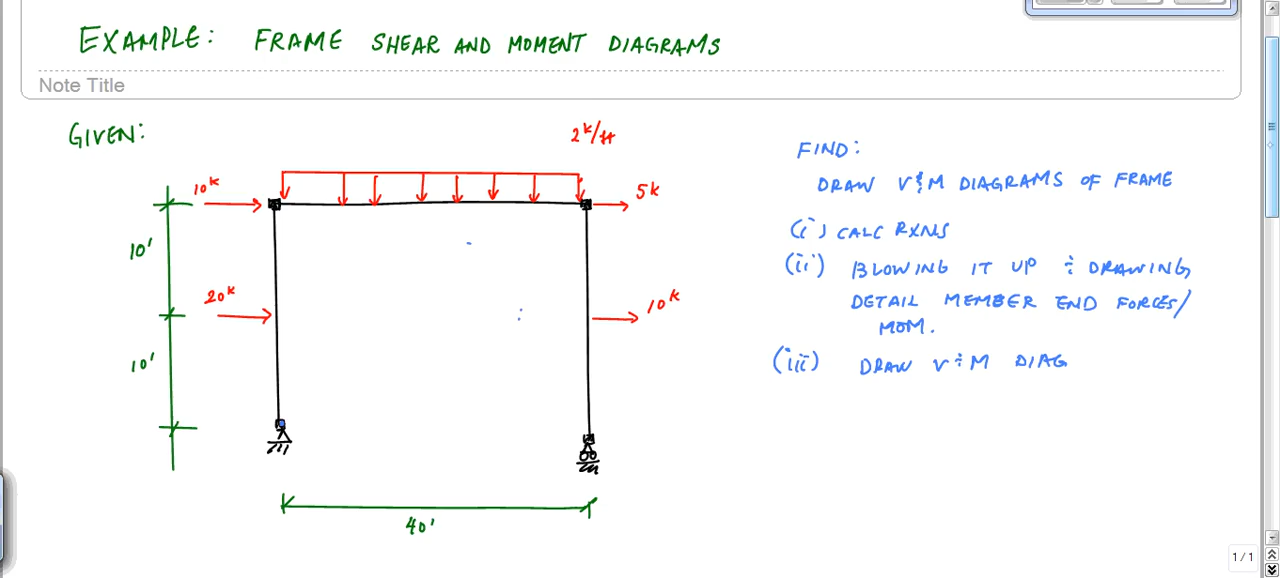 EXAMPLE: FRAME SHEAR AND MOMENT DIAGRAMS
Note Title
GIVEN:
2k/ft
10k
5k
10'
20k
10k
10'
40'
FIND:
DRAW V&M DIAGRAMS OF FRAME
(i) CALC RXNS
(ii) BLOWING IT UP & DRAWING
DETAIL MEMBER END FORCES/
MOM.
(iii) DRAW V&M DIAG
1/1